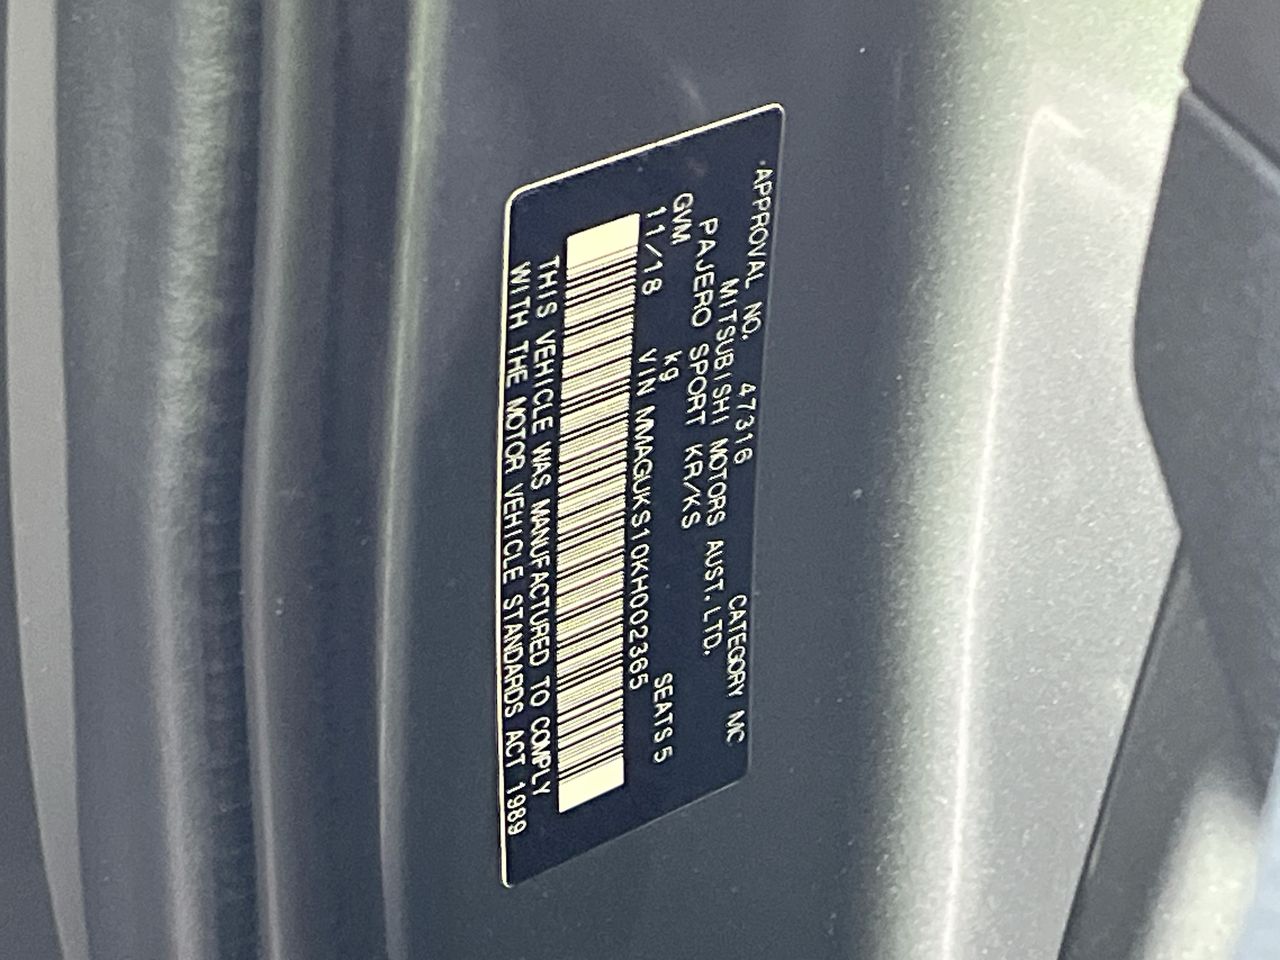 APPROVAL NO. 47316 CATEGORY MC
MITSUBISHI MOTORS AUST. LTD.
PAJERO SPORT KR/KS
GVM kg SEATS 5
11/18 VIN MMAGUKS10KH002365
THIS VEHICLE WAS MANUFACTURED TO COMPLY
WITH THE MOTOR VEHICLE STANDARDS ACT 1989